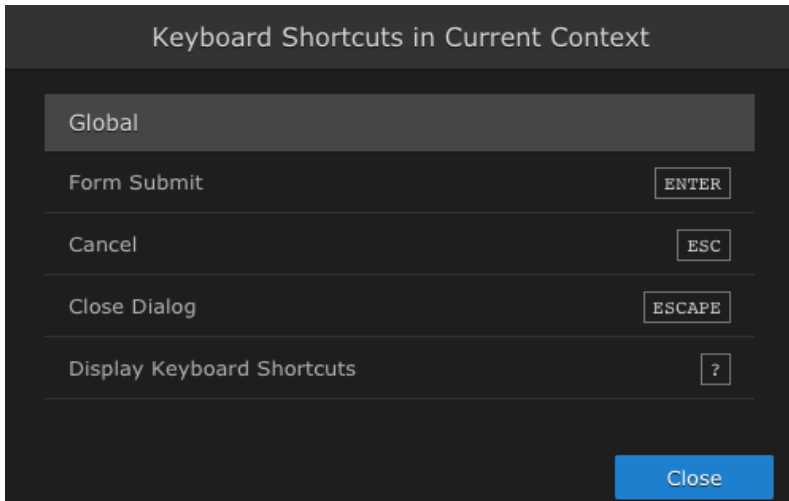 Keyboard Shortcuts in Current Context
Global
Form Submit ENTER
Cancel ESC
Close Dialog ESCAPE
Display Keyboard Shortcuts ?
Close